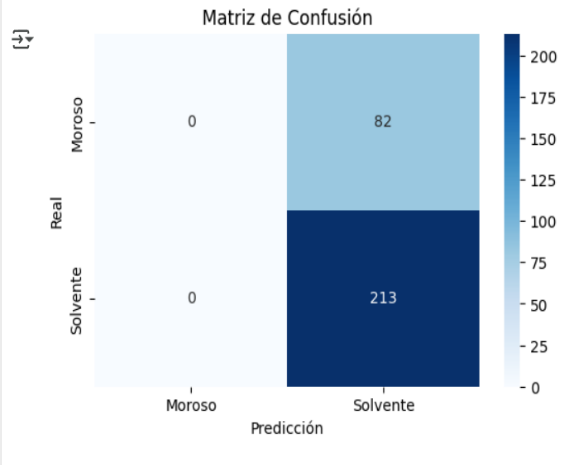 Matriz de Confusión
Moroso
0
82
Real
Solvente
0
213
Moroso
Solvente
Predicción
200
175
150
125
100
75
50
25
0